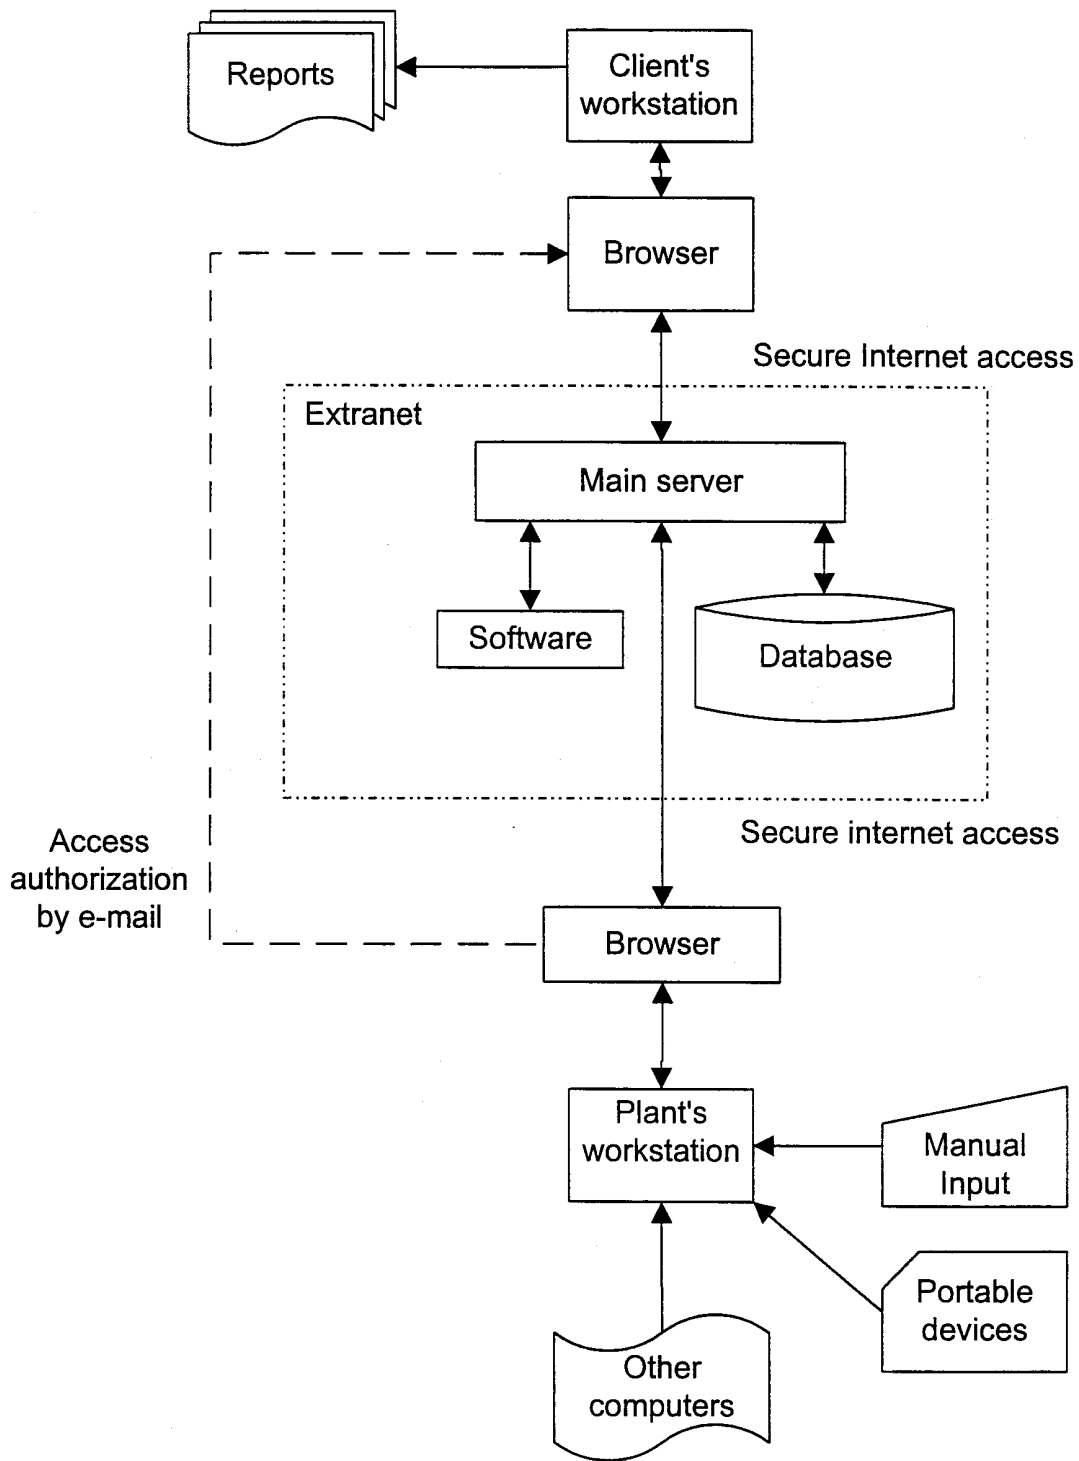 Reports
Client's
workstation
Browser
Secure Internet access
Extranet
Main server
Software
Database
Secure internet access
Access
authorization
by e-mail
Browser
Plant's
workstation
Manual
Input
Portable
devices
Other
computers